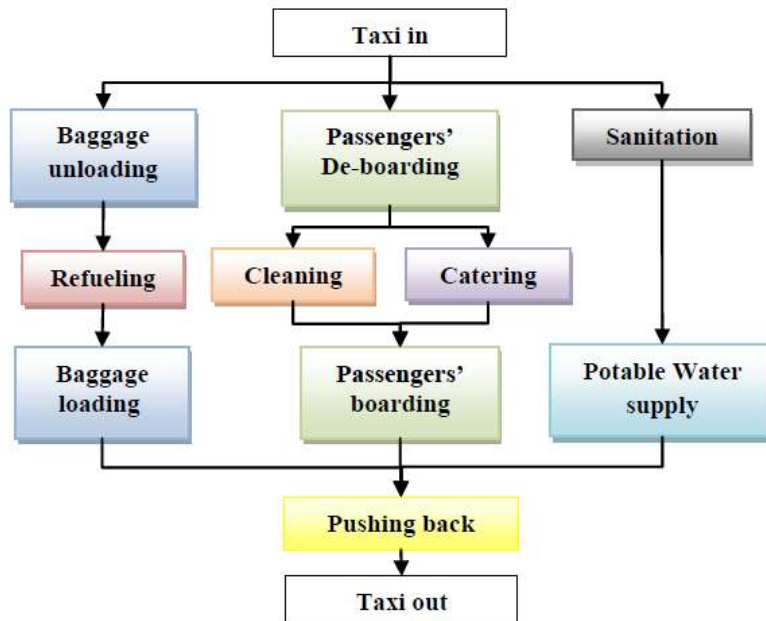 Taxi in
Baggage
unloading
Passengers’
De-boarding
Sanitation
Refueling
Cleaning
Catering
Baggage
loading
Passengers’
boarding
Potable Water
supply
Pushing back
Taxi out